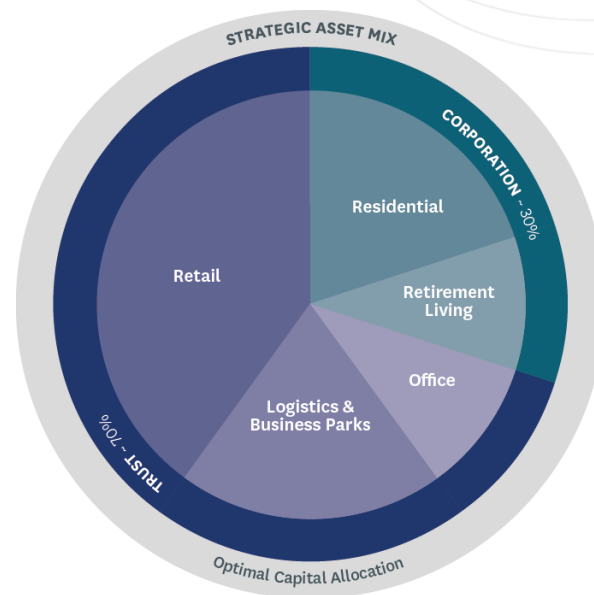 STRATEGIC ASSET MIX
CORPORATION ~ 30%
Residential
Retail
Retirement
Living
Office
Logistics &
Business Parks
TRUST ~ 70%
Optimal Capital Allocation